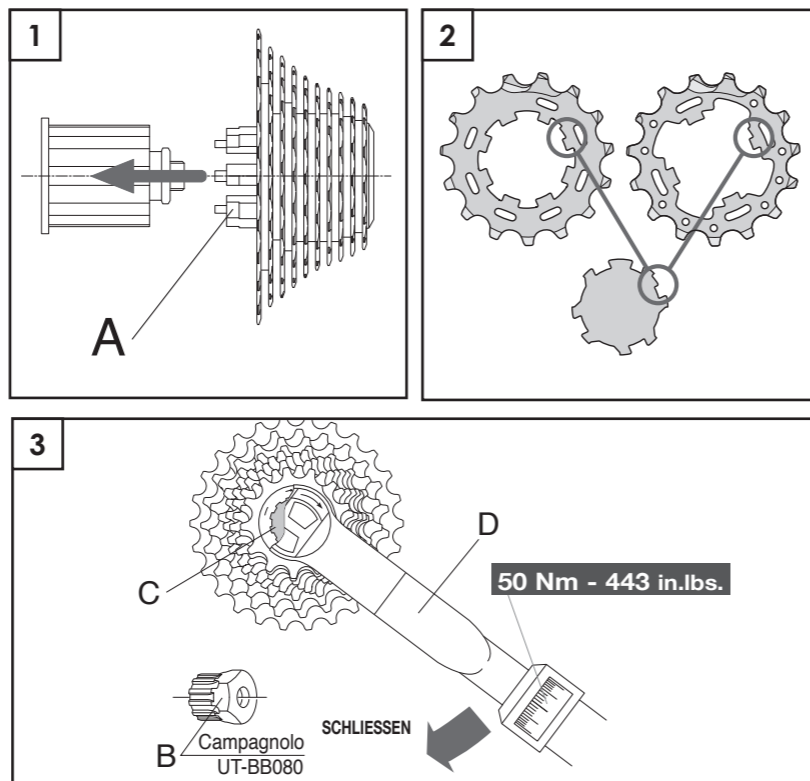 1
A
2
3
C
D
50 Nm - 443 in.lbs.
B
Campagnolo
UT-BB080
SCHLIESSEN